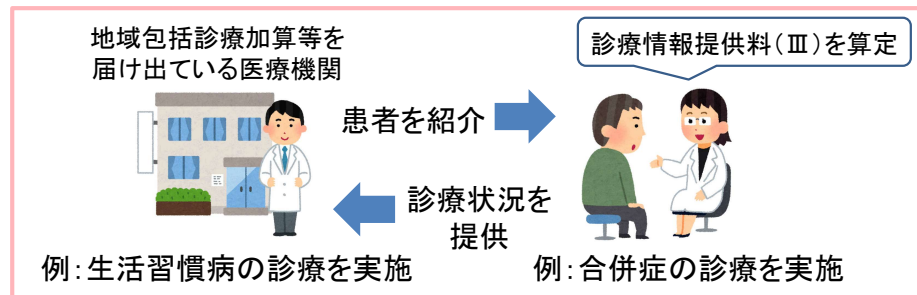 地域包括診療加算等を
届け出ている医療機関
診療情報提供料(Ⅲ)を算定
患者を紹介
診療状況を
提供
例:生活習慣病の診療を実施
例:合併症の診療を実施